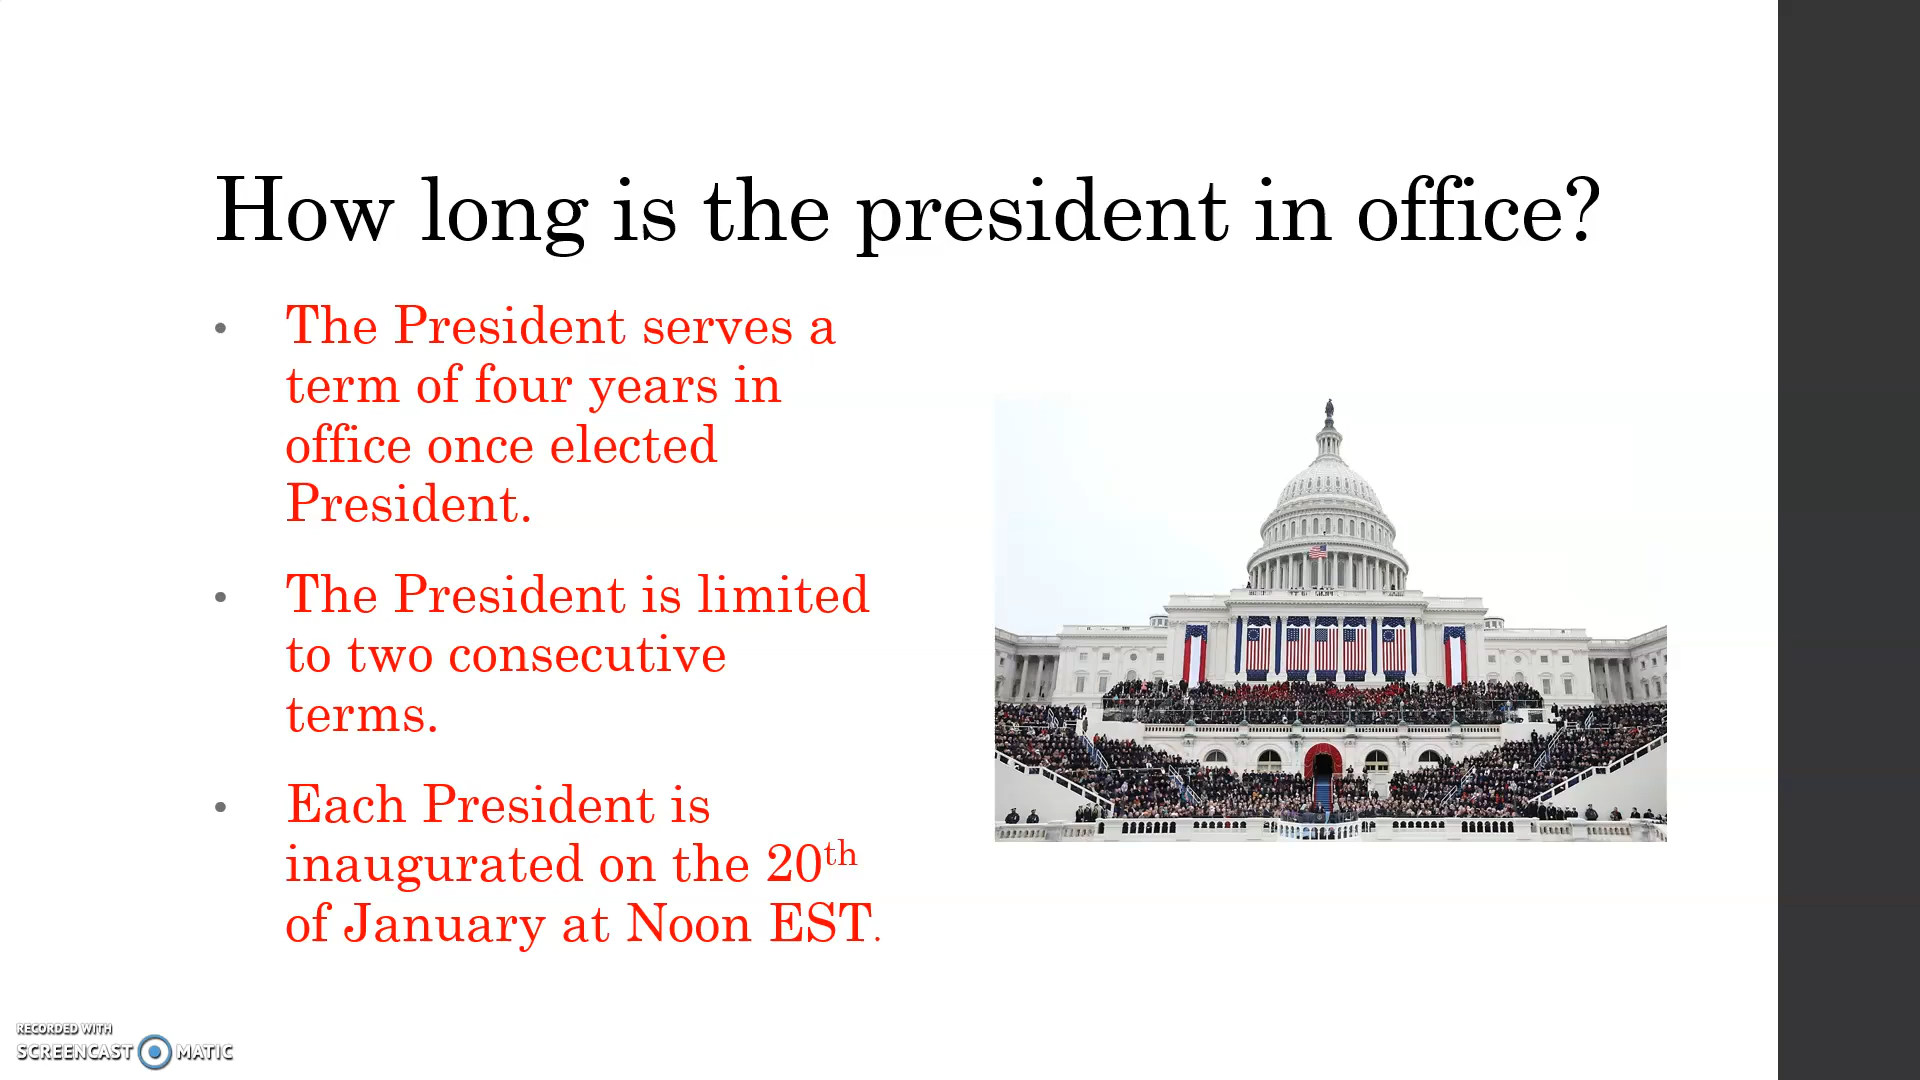 How long is the president in office?
• The President serves a
term of four years in
office once elected
President.
• The President is limited
to two consecutive
terms.
• Each President is
inaugurated on the 20th
of January at Noon EST.
RECORDED WITH
SCREENCAST MATIC